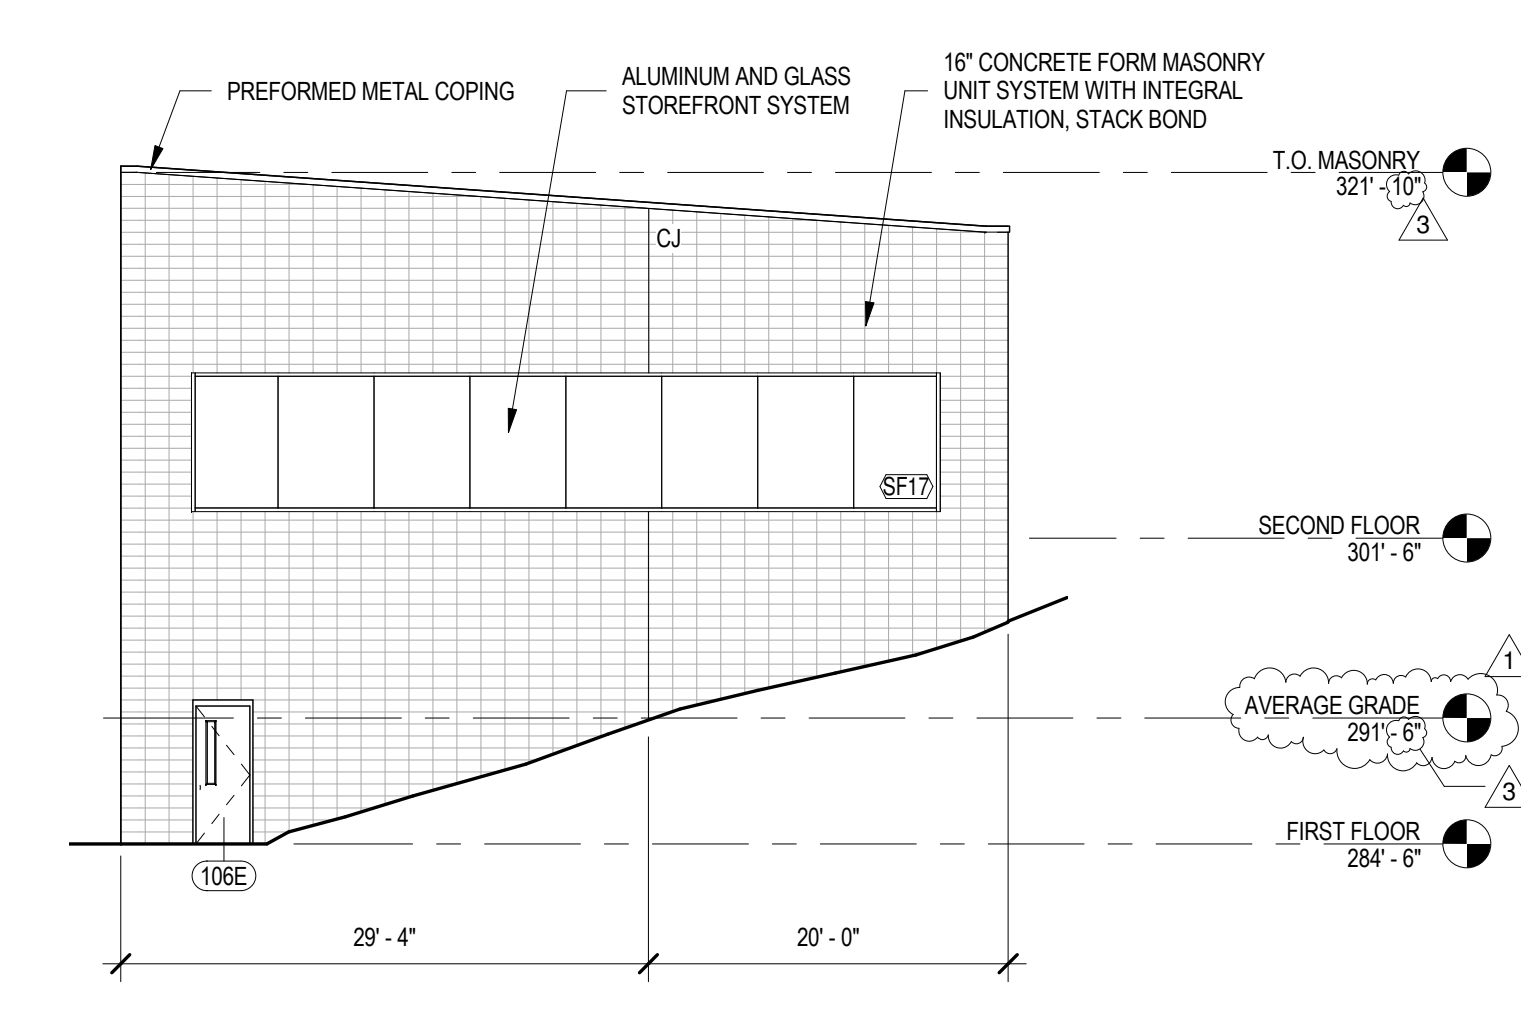 PREFORMED METAL COPING
ALUMINUM AND GLASS
STOREFRONT SYSTEM
16" CONCRETE FORM MASONRY
UNIT SYSTEM WITH INTEGRAL
INSULATION, STACK BOND
T.O. MASONRY
321' - 10"
3
CJ
SF17
SECOND FLOOR
301' - 6"
1
AVERAGE GRADE
291' - 6"
3
FIRST FLOOR
284' - 6"
106E
29' - 4"
20' - 0"